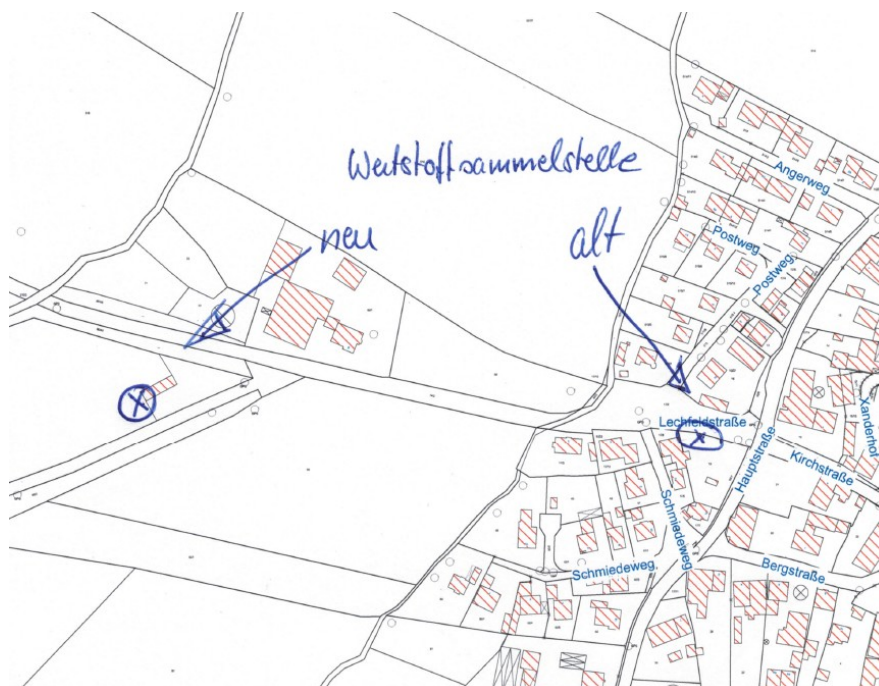 Wertstoffsammelstelle
neu
alt
Angerweg
Postweg
Postweg
Lechfeldstraße
Hauptstraße
Xanderhof
Kirchstraße
Schmiedeweg
Schmiedeweg
Bergstraße